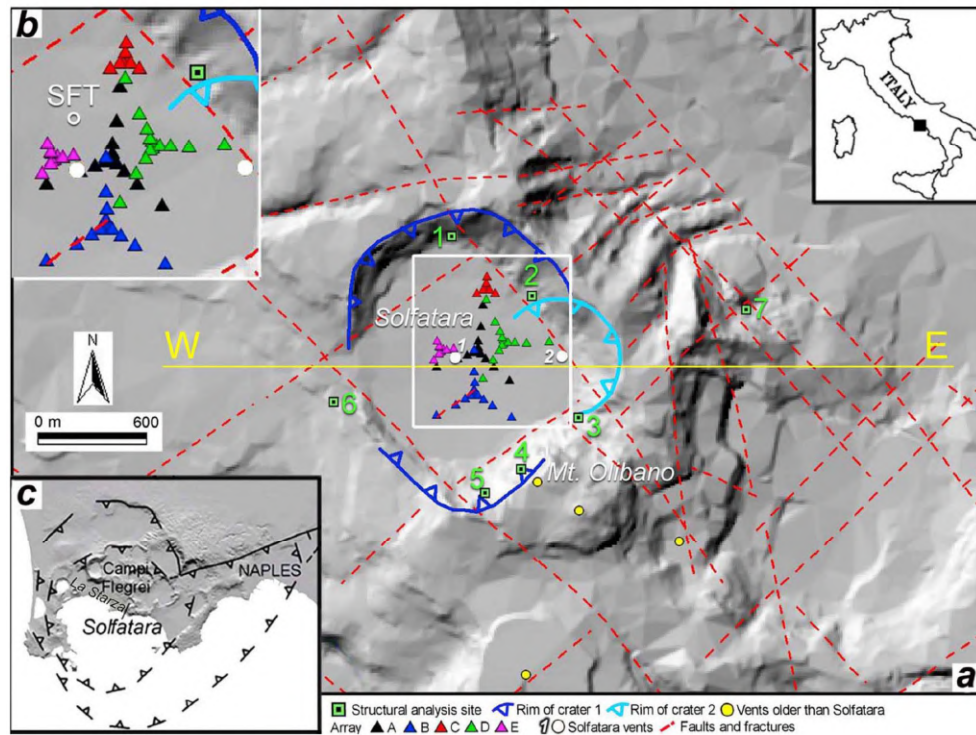 b
SFT
ITALY
1
2
7
Solfatara
1
2
W
E
N
0 m 600
6
3
4
Mt. Olibano
5
c
Campi
Flegrei
NAPLES
La Starza
Solfatara
a
Structural analysis site Rim of crater 1 Rim of crater 2 Vents older than Solfatara
Array A B C D E 1 Solfatara vents Faults and fractures